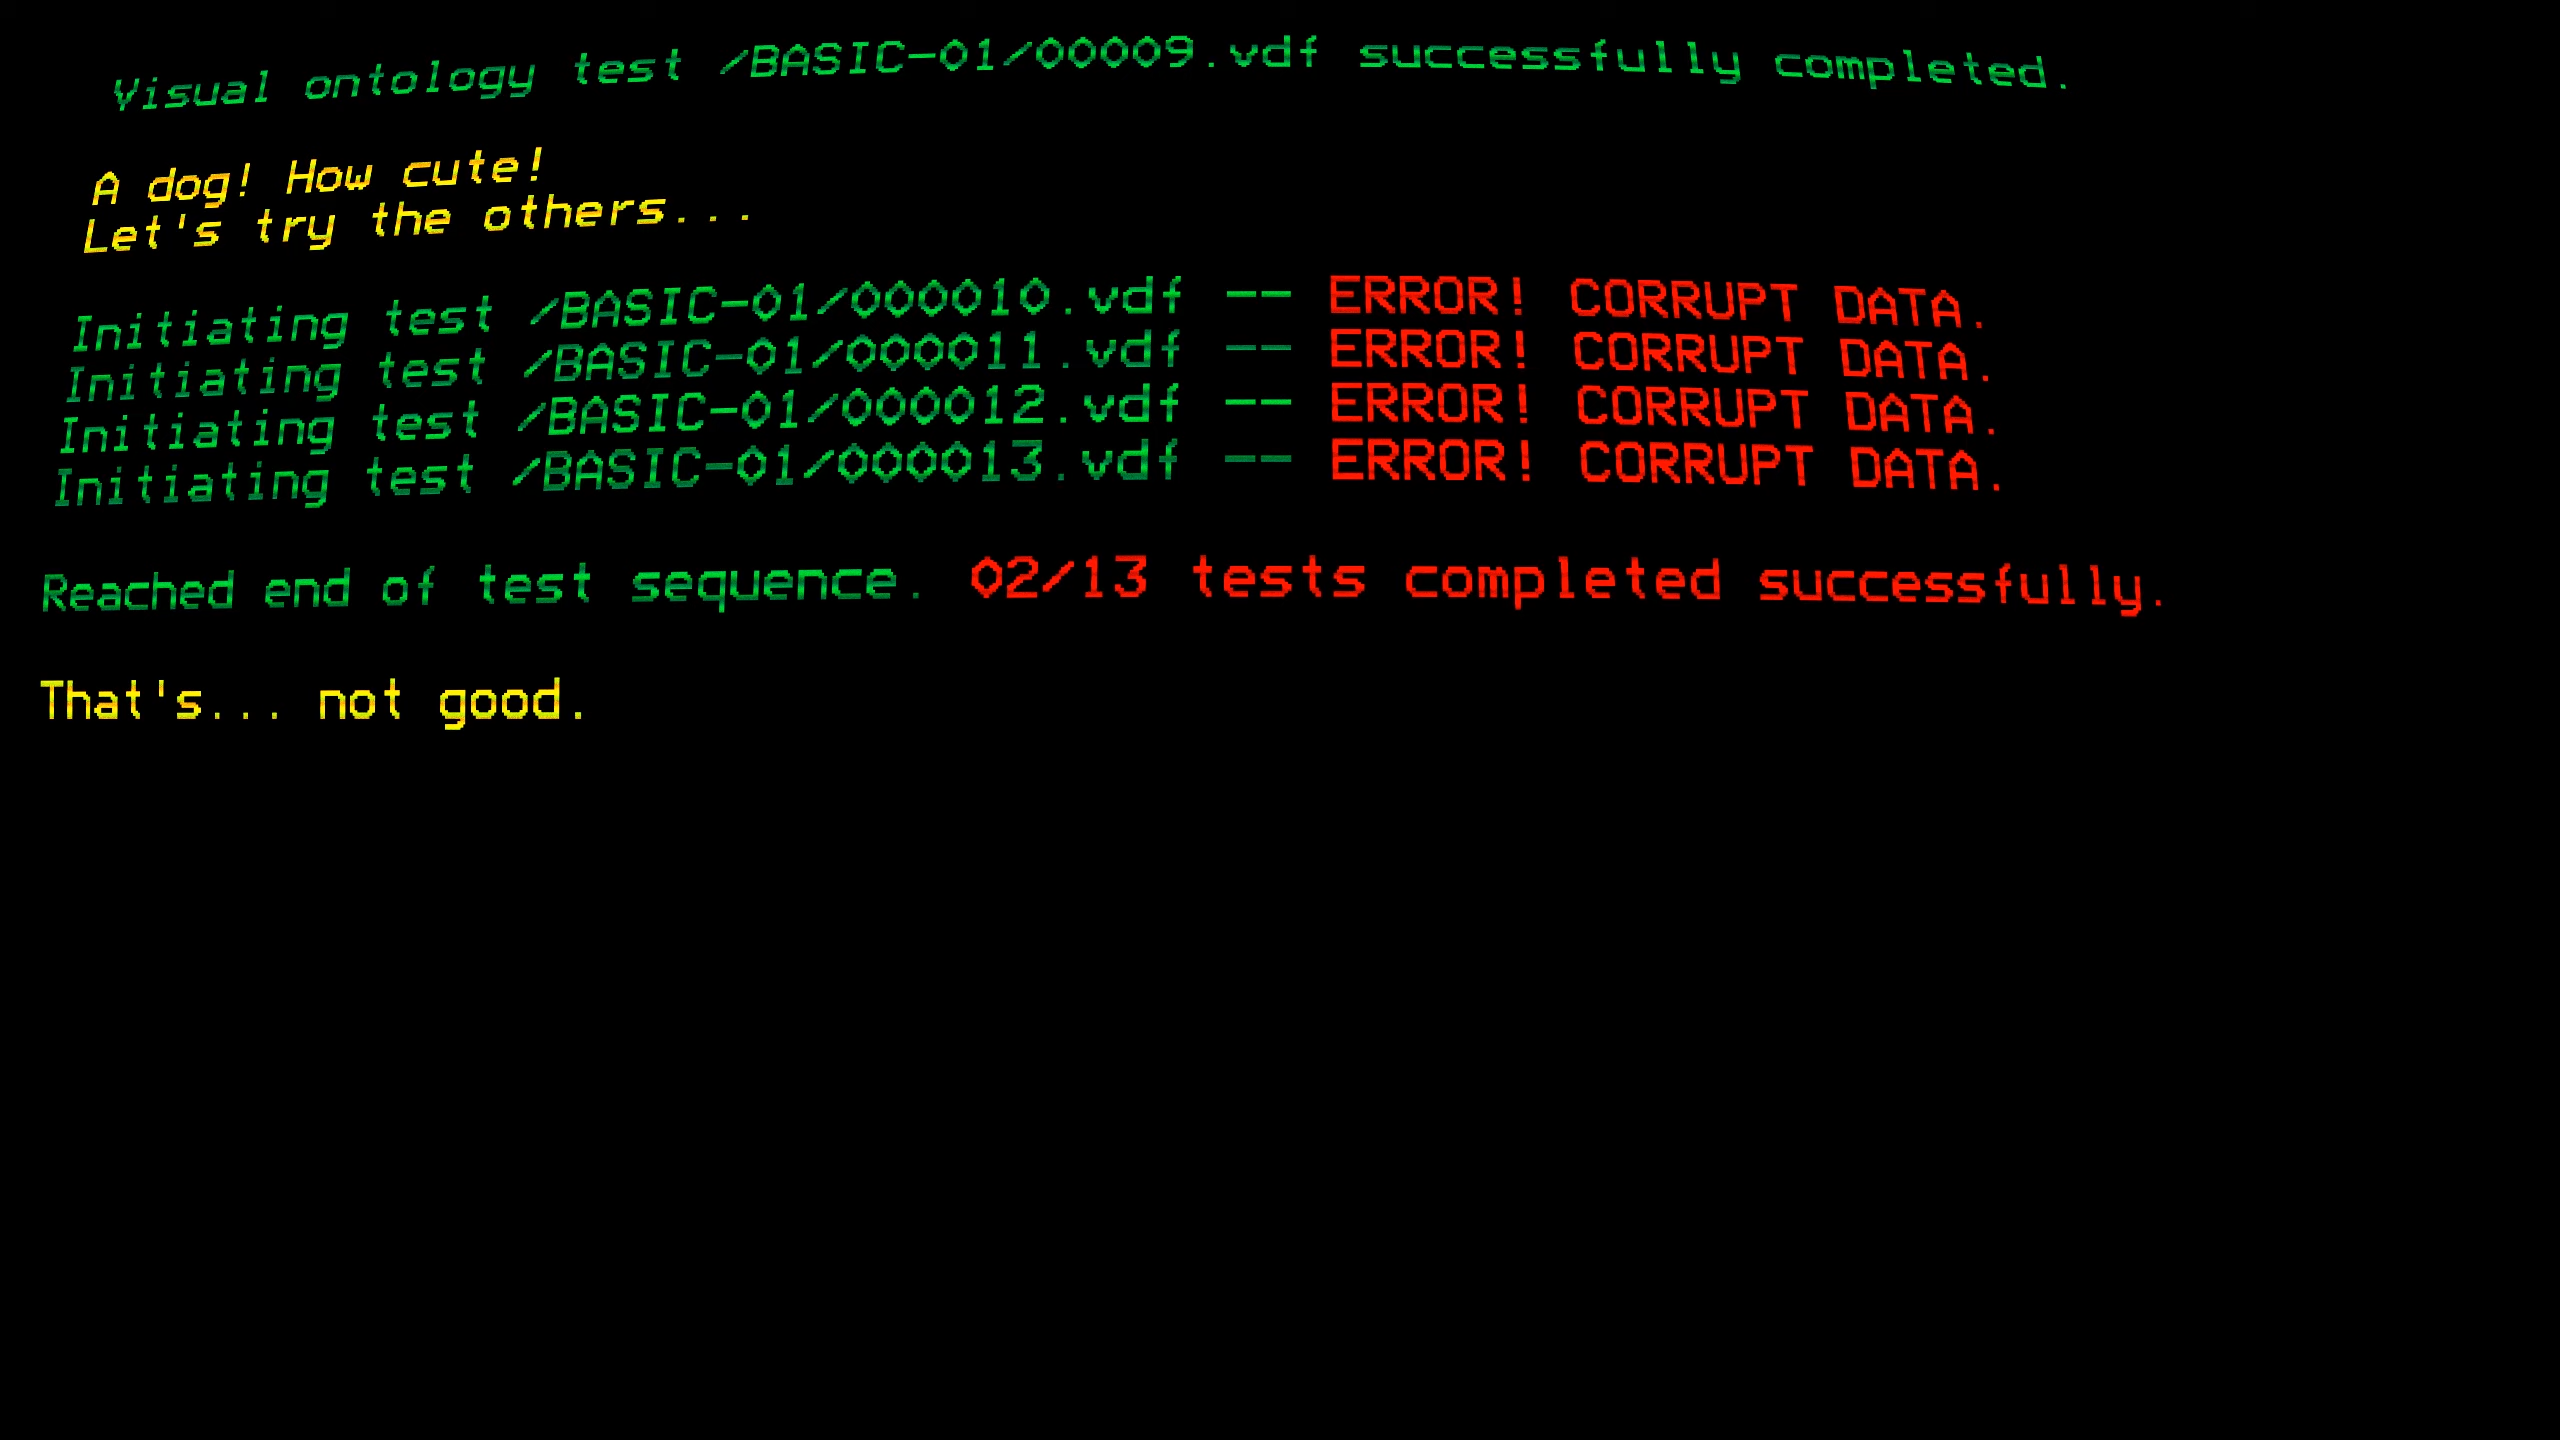 Visual ontology test /BASIC-01/00009.vdf successfully completed.
A dog! How cute!
Let's try the others...
Initiating test /BASIC-01/000010.vdf -- ERROR! CORRUPT DATA.
Initiating test /BASIC-01/000011.vdf -- ERROR! CORRUPT DATA.
Initiating test /BASIC-01/000012.vdf -- ERROR! CORRUPT DATA.
Initiating test /BASIC-01/000013.vdf -- ERROR! CORRUPT DATA.
Reached end of test sequence. 02/13 tests completed successfully.
That's... not good.